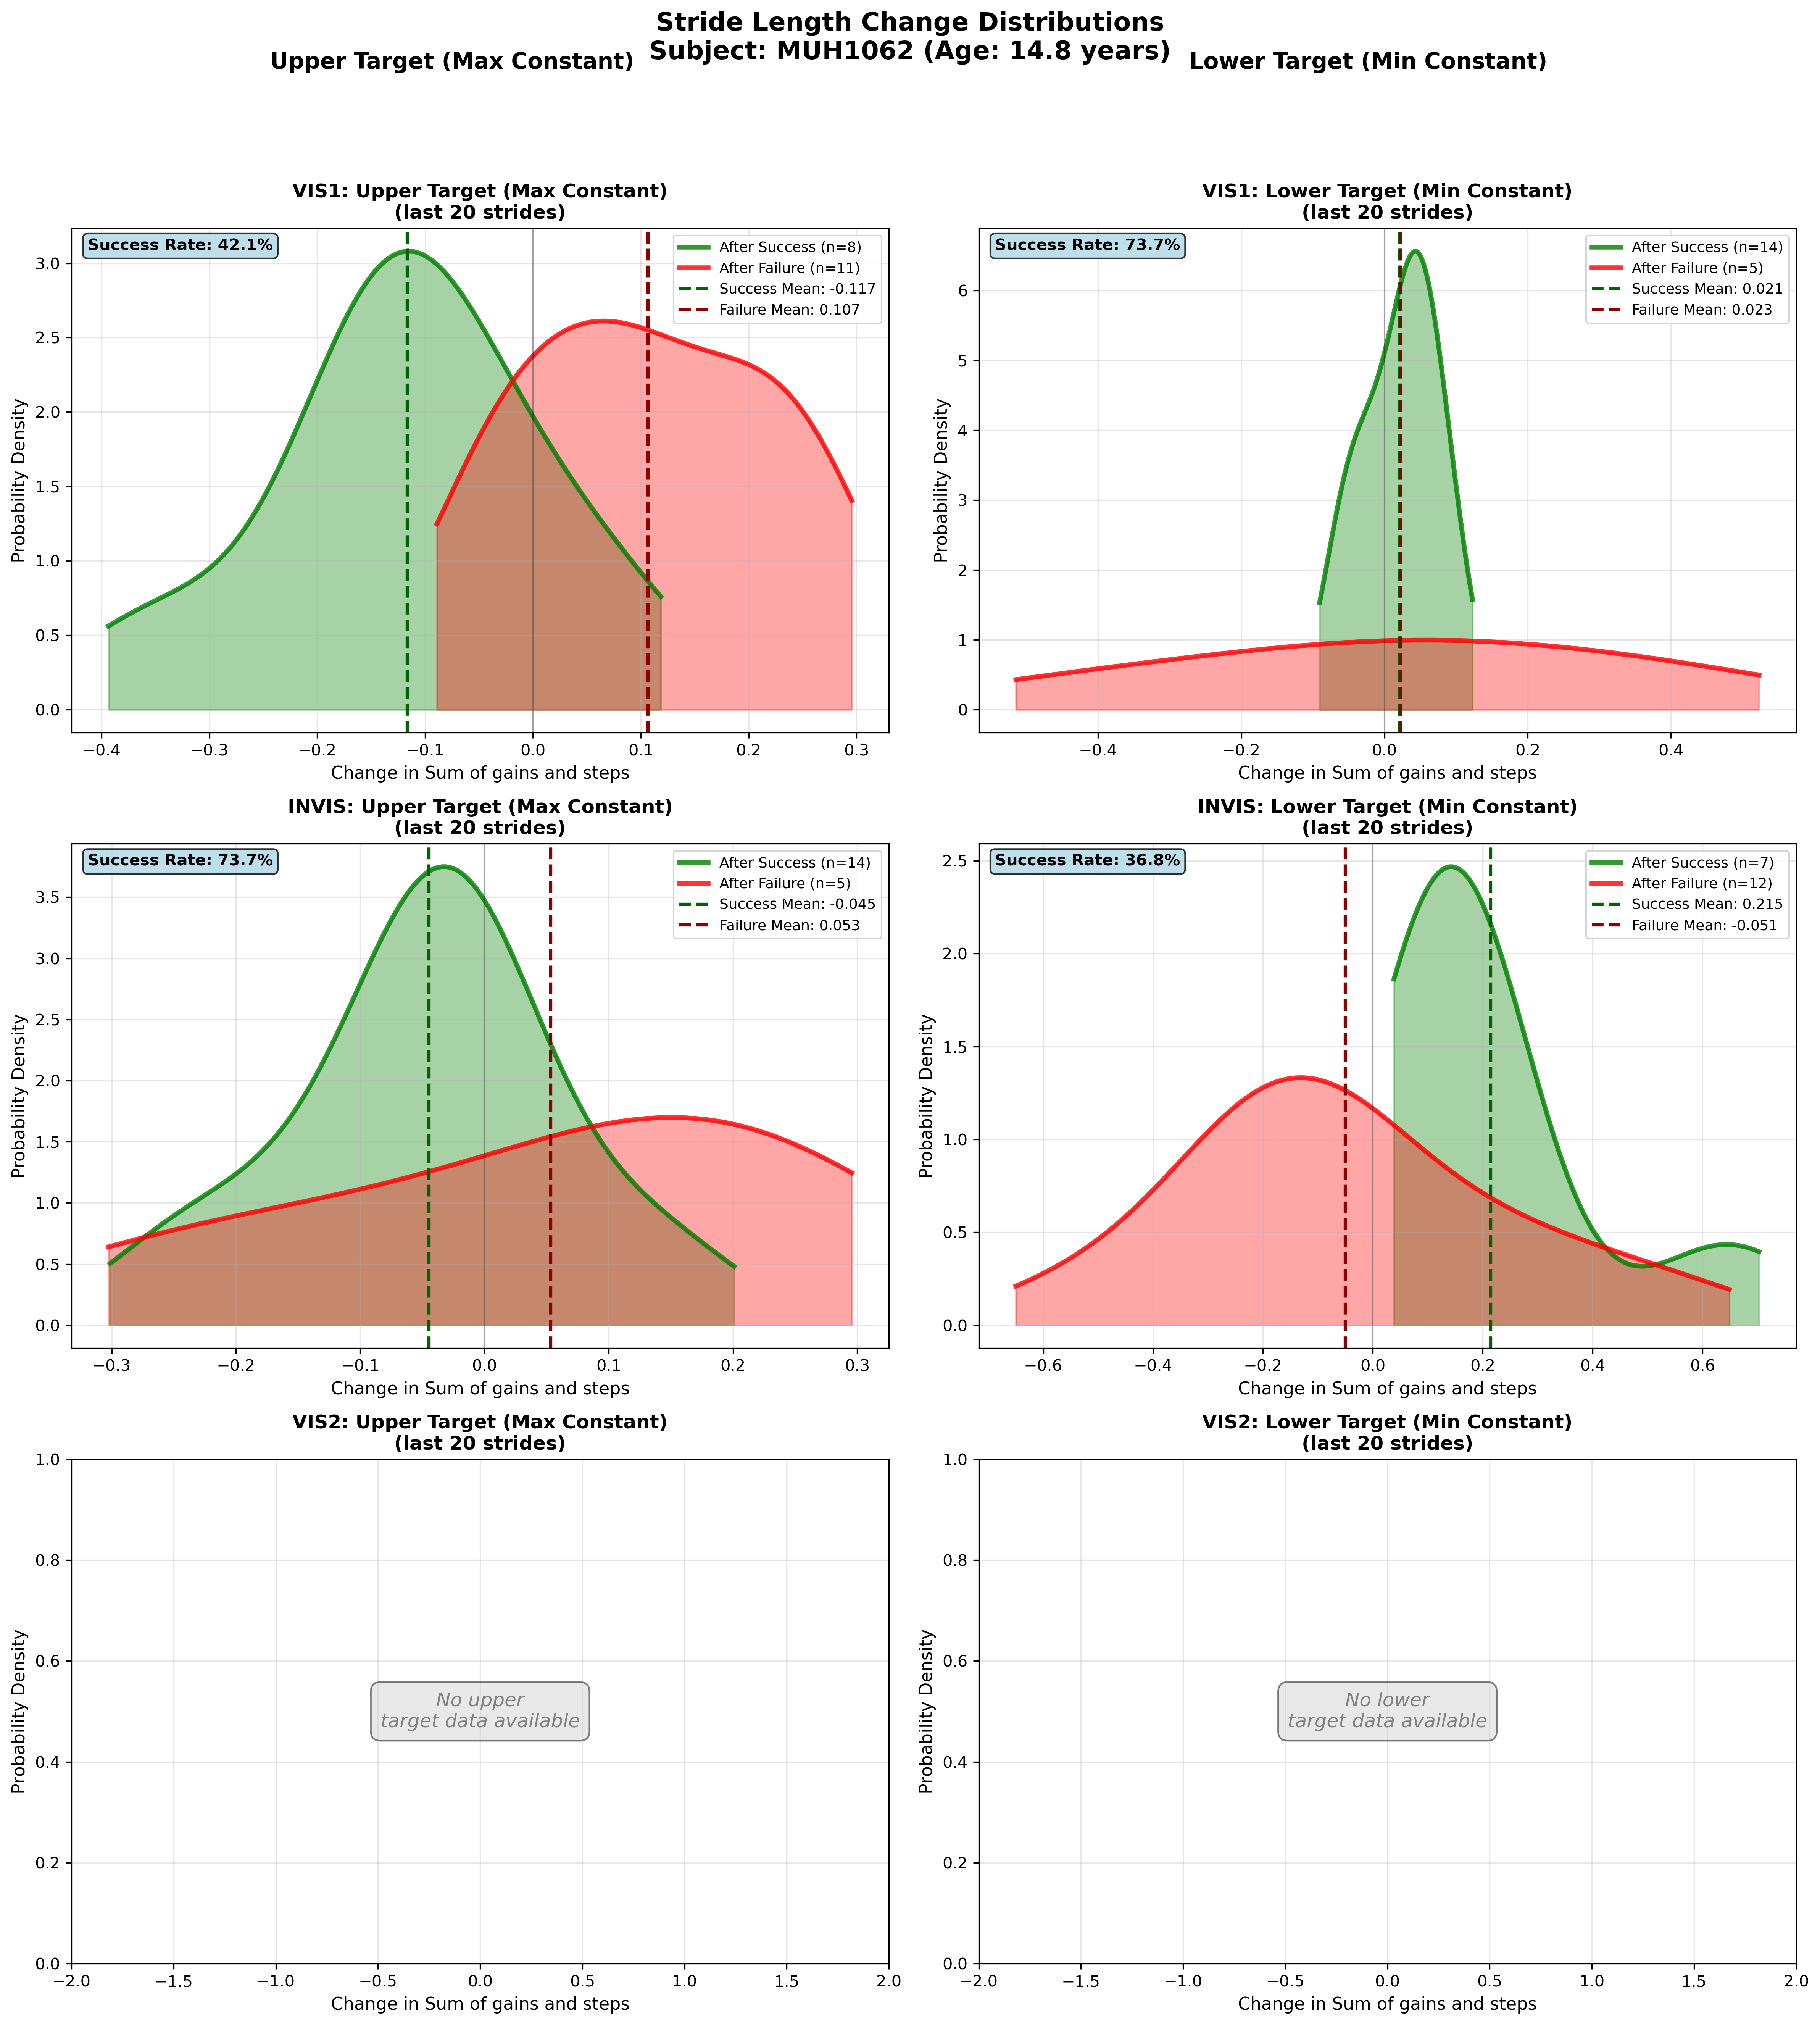 Stride Length Change Distributions
Subject: MUH1062 (Age: 14.8 years)
Upper Target (Max Constant)
Lower Target (Min Constant)
VIS1: Upper Target (Max Constant)
(last 20 strides)
Success Rate: 42.1%
After Success (n=8)
After Failure (n=11)
Success Mean: -0.117
Failure Mean: 0.107
Probability Density
3.0
2.5
2.0
1.5
1.0
0.5
0.0
−0.4 −0.3 −0.2 −0.1 0.0 0.1 0.2 0.3
Change in Sum of gains and steps
VIS1: Lower Target (Min Constant)
(last 20 strides)
Success Rate: 73.7%
After Success (n=14)
After Failure (n=5)
Success Mean: 0.021
Failure Mean: 0.023
Probability Density
6
5
4
3
2
1
0
−0.4 −0.2 0.0 0.2 0.4
Change in Sum of gains and steps
INVIS: Upper Target (Max Constant)
(last 20 strides)
Success Rate: 73.7%
After Success (n=14)
After Failure (n=5)
Success Mean: -0.045
Failure Mean: 0.053
Probability Density
3.5
3.0
2.5
2.0
1.5
1.0
0.5
0.0
−0.3 −0.2 −0.1 0.0 0.1 0.2 0.3
Change in Sum of gains and steps
INVIS: Lower Target (Min Constant)
(last 20 strides)
Success Rate: 36.8%
After Success (n=7)
After Failure (n=12)
Success Mean: 0.215
Failure Mean: -0.051
Probability Density
2.5
2.0
1.5
1.0
0.5
0.0
−0.6 −0.4 −0.2 0.0 0.2 0.4 0.6
Change in Sum of gains and steps
VIS2: Upper Target (Max Constant)
(last 20 strides)
Probability Density
1.0
0.8
0.6
0.4
0.2
0.0
No upper
target data available
−2.0 −1.5 −1.0 −0.5 0.0 0.5 1.0 1.5 2.0
Change in Sum of gains and steps
VIS2: Lower Target (Min Constant)
(last 20 strides)
Probability Density
1.0
0.8
0.6
0.4
0.2
0.0
No lower
target data available
−2.0 −1.5 −1.0 −0.5 0.0 0.5 1.0 1.5 2.0
Change in Sum of gains and steps